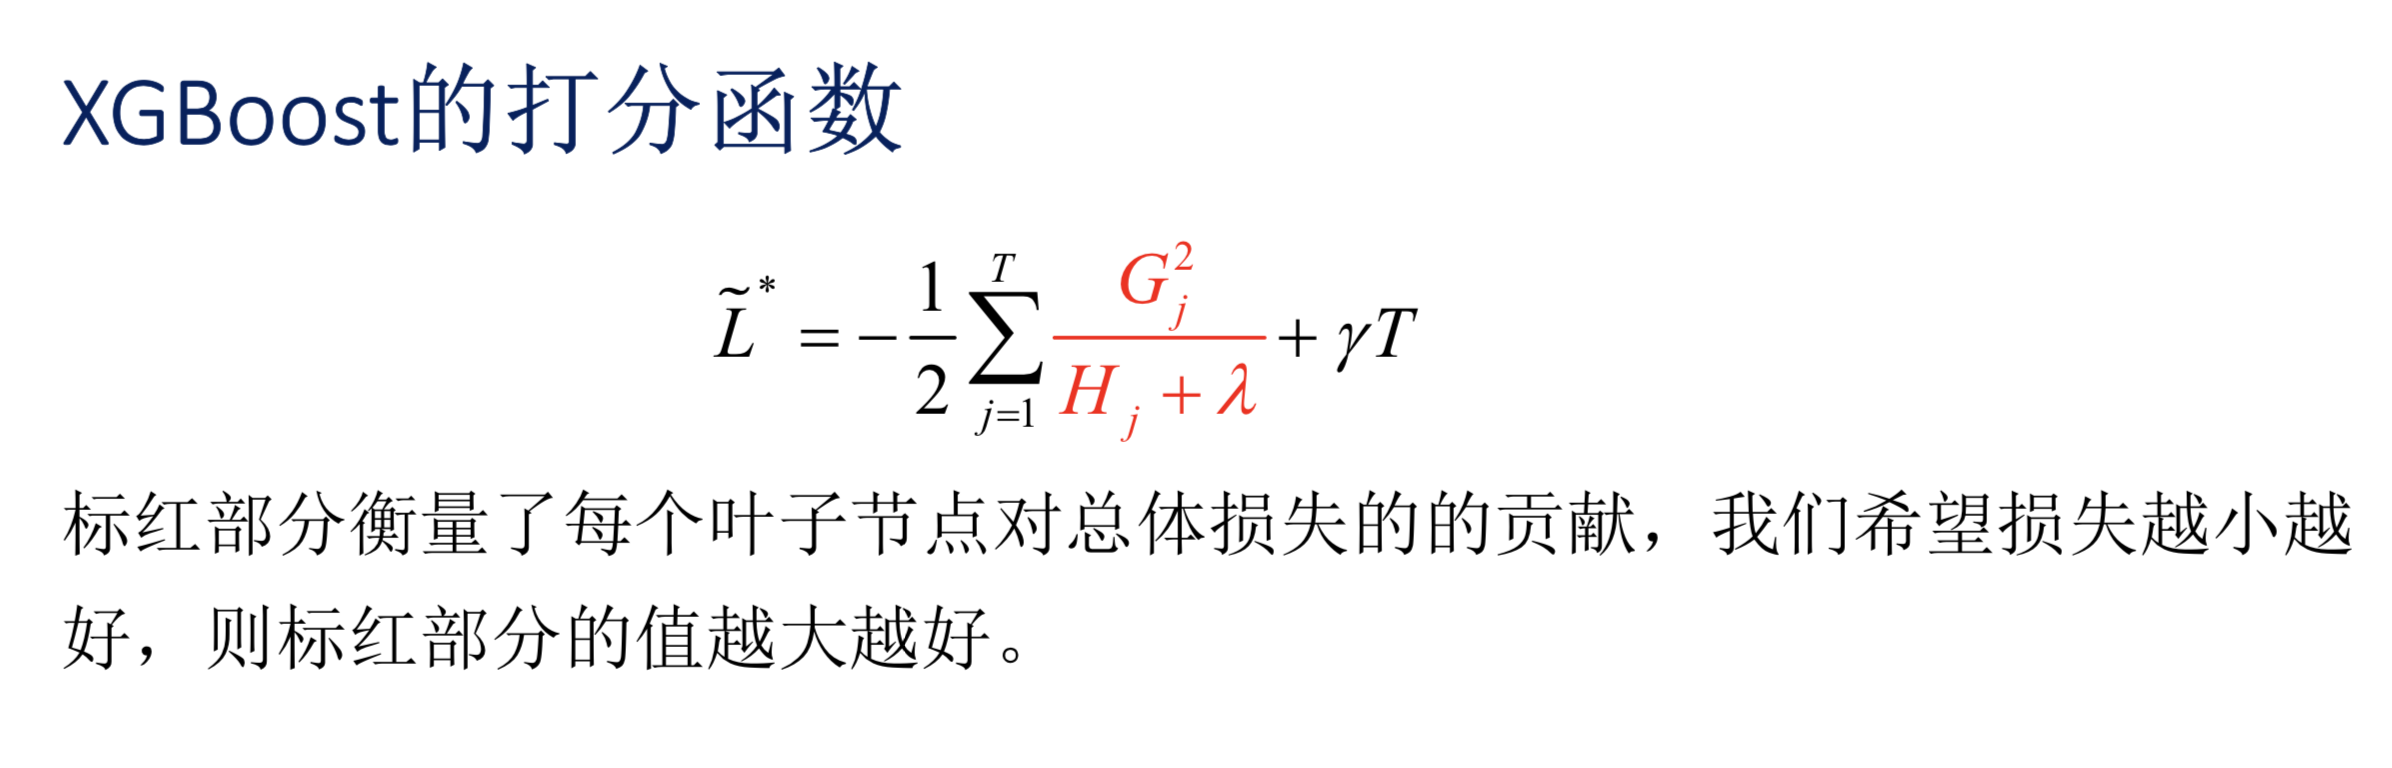 XGBoost的打分函数
$\tilde{L}^{*} = -\frac{1}{2}\sum_{j=1}^{T}\frac{G_j^2}{H_j+\lambda}+\gamma T$
标红部分衡量了每个叶子节点对总体损失的的贡献，我们希望损失越小越
好，则标红部分的值越大越好。